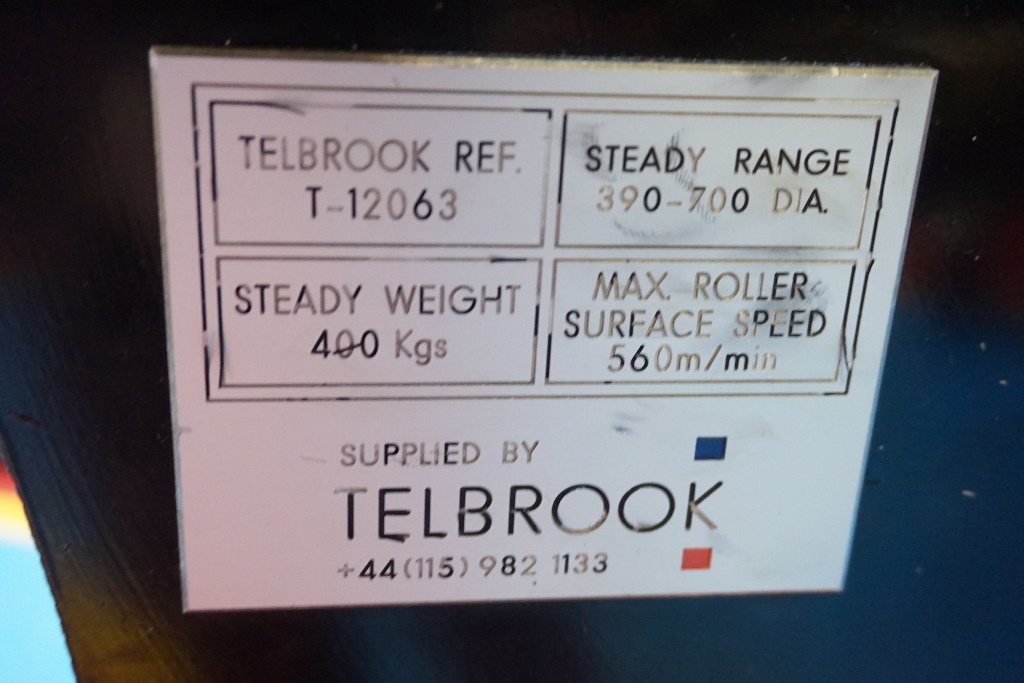 TELBROOK REF.
T-12063
STEADY RANGE
390-700 DIA.
STEADY WEIGHT
400 Kgs
MAX. ROLLER
SURFACE SPEED
560m/min
SUPPLIED BY
TELBROOK
+44(115) 982 1133